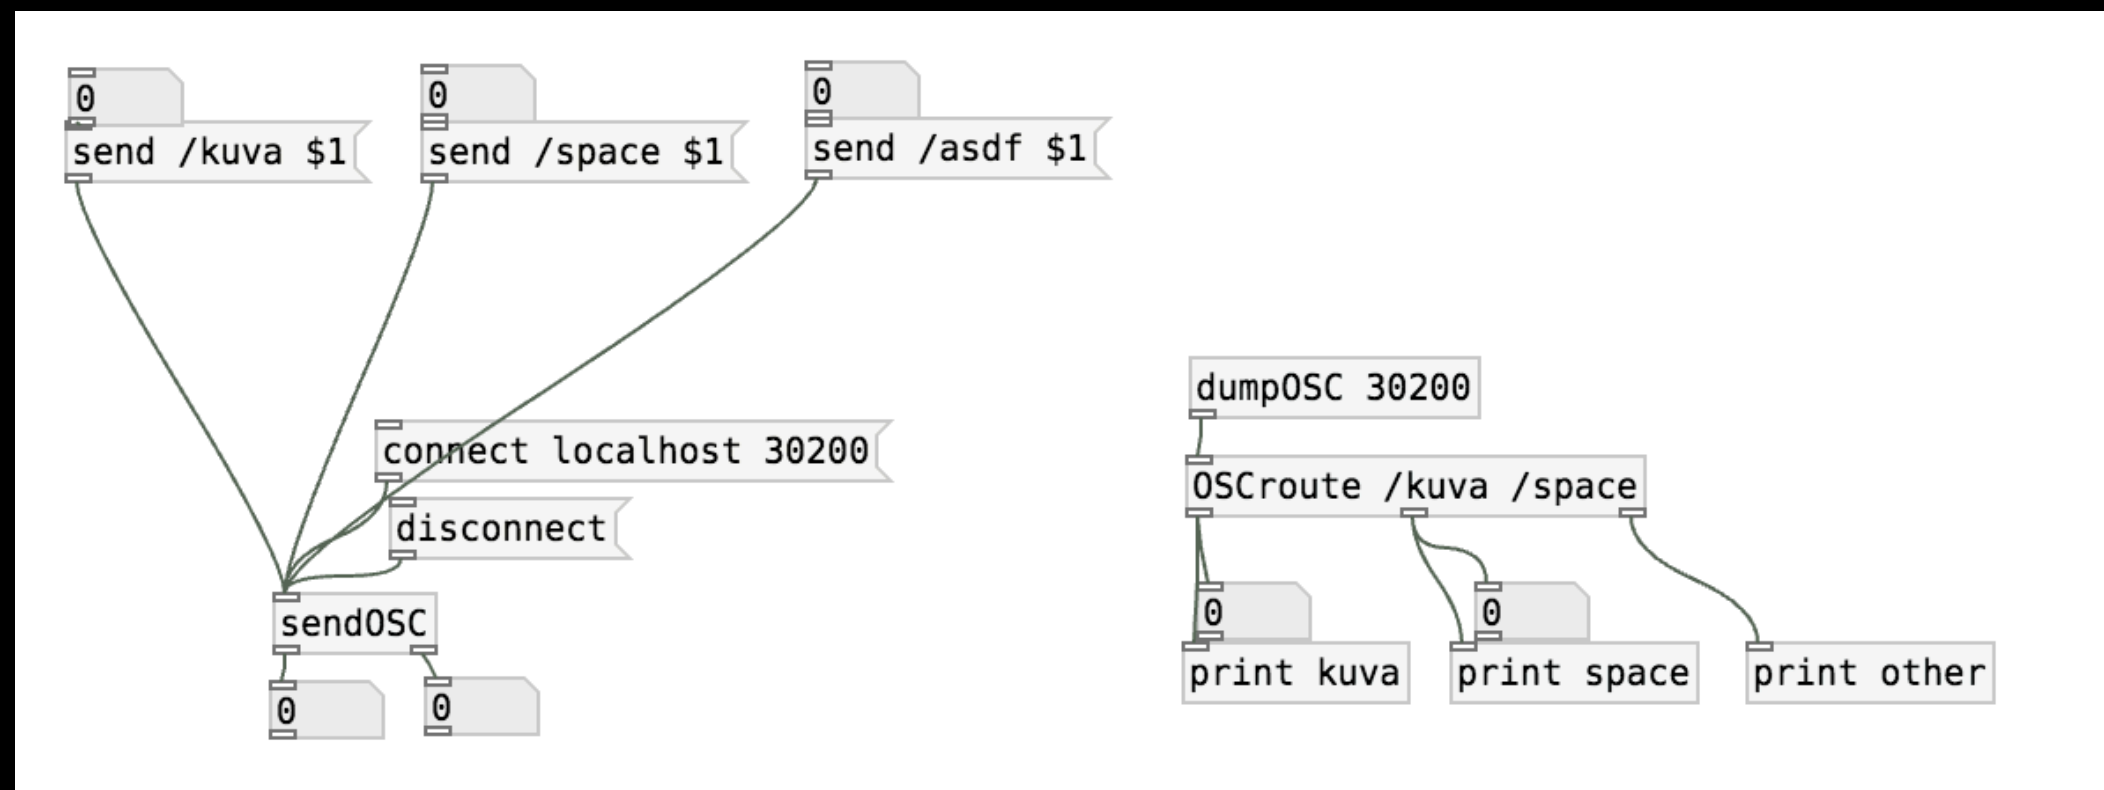 0
send /kuva $1
0
send /space $1
0
send /asdf $1
connect localhost 30200
disconnect
sendOSC
0
0
dumpOSC 30200
OSCroute /kuva /space
0
print kuva
0
print space
print other